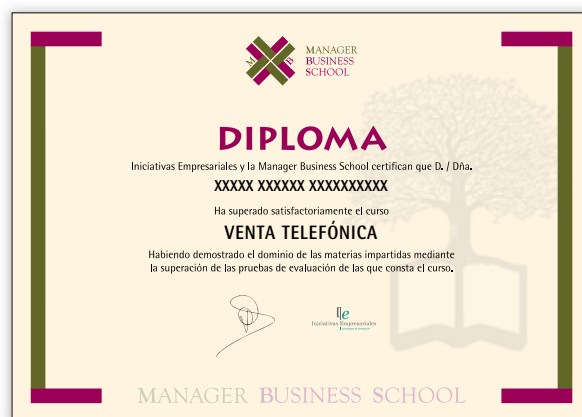 M B
MANAGER
BUSINESS
SCHOOL
DIPLOMA
Iniciativas Empresariales y la Manager Business School certifican que D. / Dña.
XXXXX XXXXXX XXXXXXXXXX
Ha superado satisfactoriamente el curso
VENTA TELEFÓNICA
Habiendo demostrado el dominio de las materias impartidas mediante
la superación de las pruebas de evaluación de las que consta el curso.
Iniciativas Empresariales
MANAGER BUSINESS SCHOOL